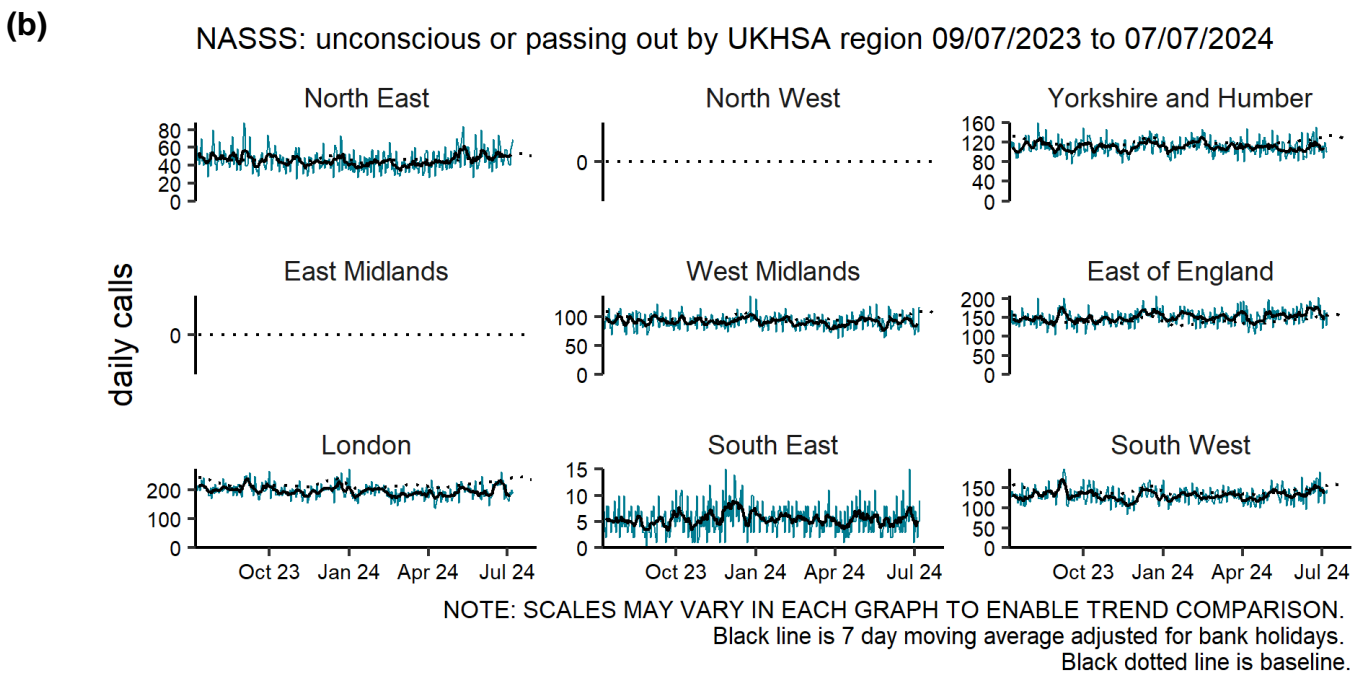 (b)
NASSS: unconscious or passing out by UKHSA region 09/07/2023 to 07/07/2024
North East
North West
Yorkshire and Humber
80
60
40
20
0
0
160
120
80
40
0
daily calls
East Midlands
West Midlands
East of England
0
100
50
0
200
150
100
50
0
London
South East
South West
200
100
0
15
10
5
0
150
100
50
0
Oct 23 Jan 24 Apr 24 Jul 24
Oct 23 Jan 24 Apr 24 Jul 24
Oct 23 Jan 24 Apr 24 Jul 24
NOTE: SCALES MAY VARY IN EACH GRAPH TO ENABLE TREND COMPARISON.
Black line is 7 day moving average adjusted for bank holidays.
Black dotted line is baseline.